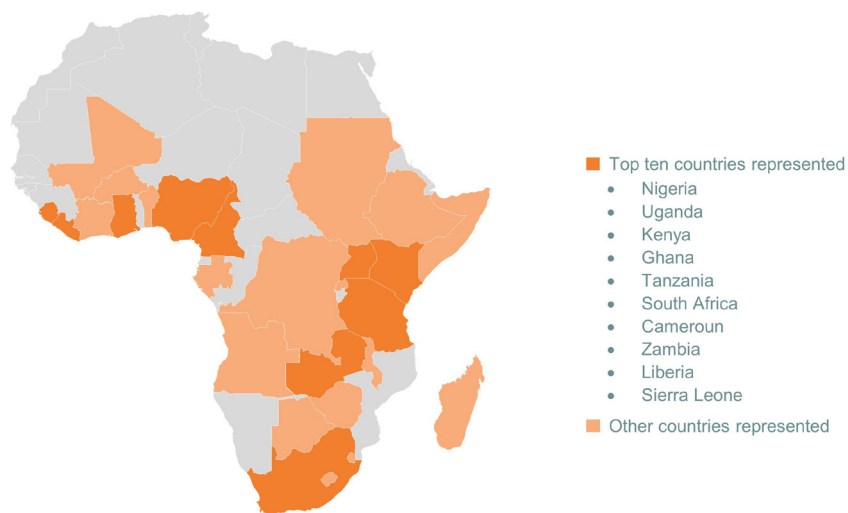 Top ten countries represented
• Nigeria
• Uganda
• Kenya
• Ghana
• Tanzania
• South Africa
• Cameroun
• Zambia
• Liberia
• Sierra Leone
Other countries represented